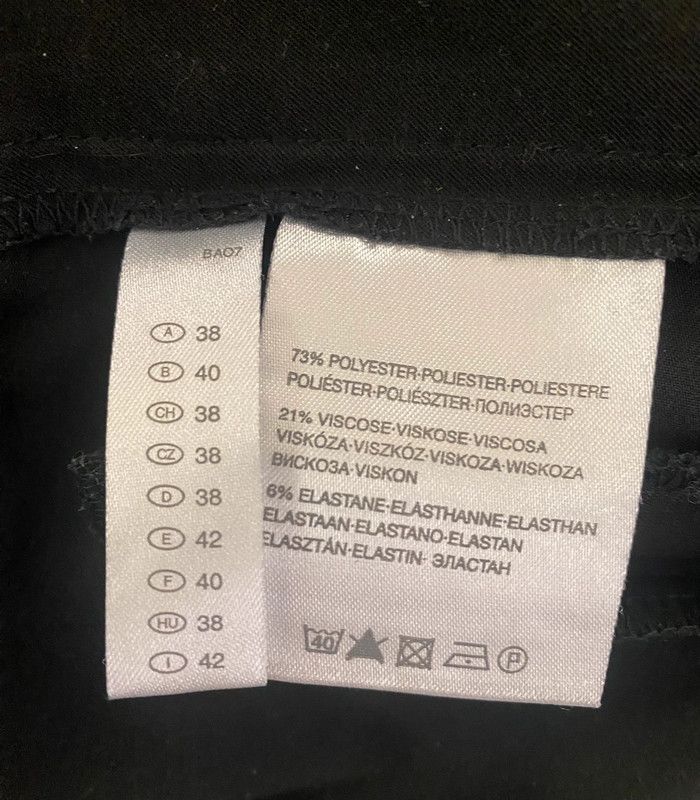 BA07
A 38
B 40
CH 38
CZ 38
D 38
E 42
F 40
HU 38
I 42
73% POLYESTER·POLIESTER·POLIESTERE
POLIÉSTER·POLIÉSZTER·ПОЛИЭСТЕР
21% VISCOSE·VISKOSE·VISCOSA
VISKÓZA·VISZKÓZ·VISKOZA·WISKOZA
ВИСКОЗА·VISKON
6% ELASTANE·ELASTHANNE·ELASTHAN
ELASTAAN·ELASTANO·ELASTAN
ELASZTÁN·ELASTIN· ЭЛАСТАН
40 P